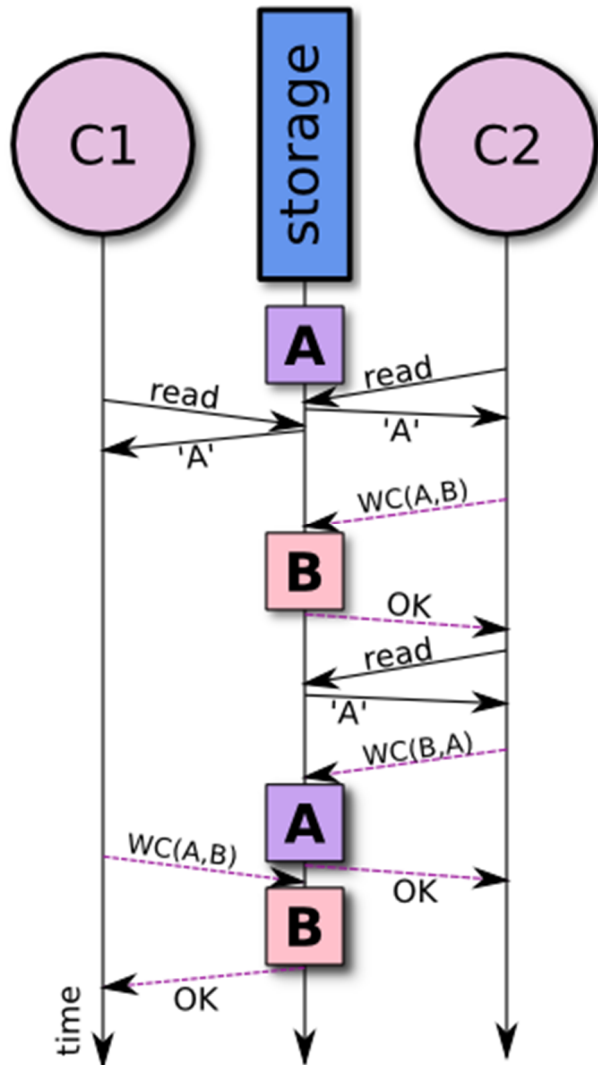 C1
storage
C2
A
read
read
'A'
'A'
WC(A,B)
B
OK
read
'A'
WC(B,A)
A
WC(A,B)
OK
B
OK
time